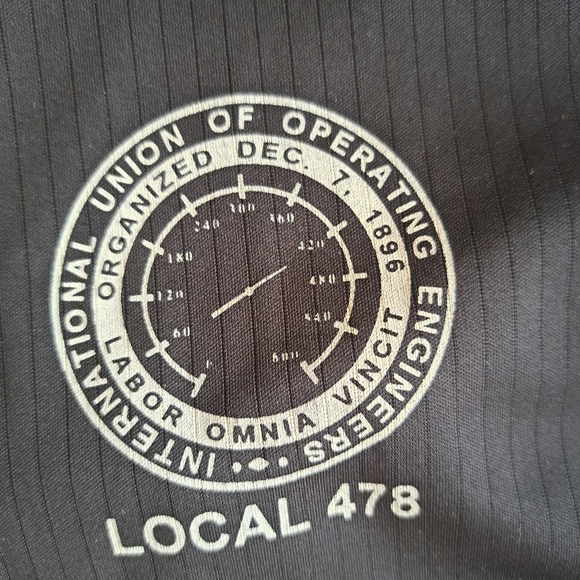 INTERNATIONAL UNION OF OPERATING ENGINEERS
ORGANIZED DEC. 7, 1896
LABOR OMNIA VINCIT
60
120
180
240
300
360
420
480
540
600
LOCAL 478